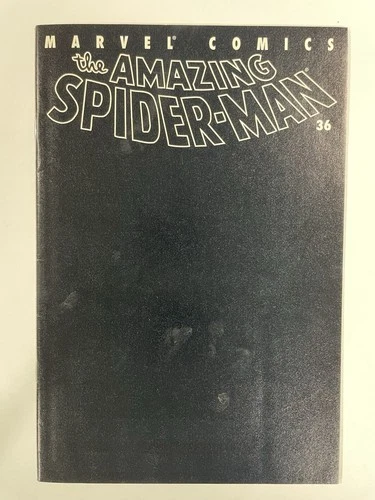 MARVEL® COMICS
the AMAZING
SPIDER-MAN®
36